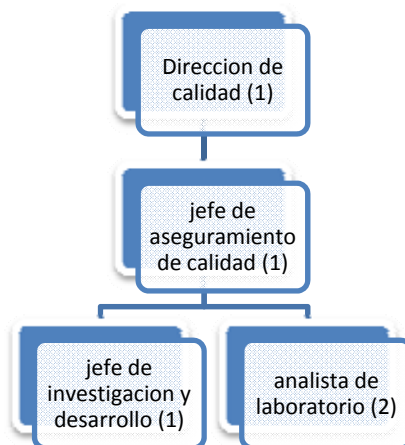 Direccion de
calidad (1)
jefe de
aseguramiento
de calidad (1)
jefe de
investigacion y
desarrollo (1)
analista de
laboratorio (2)